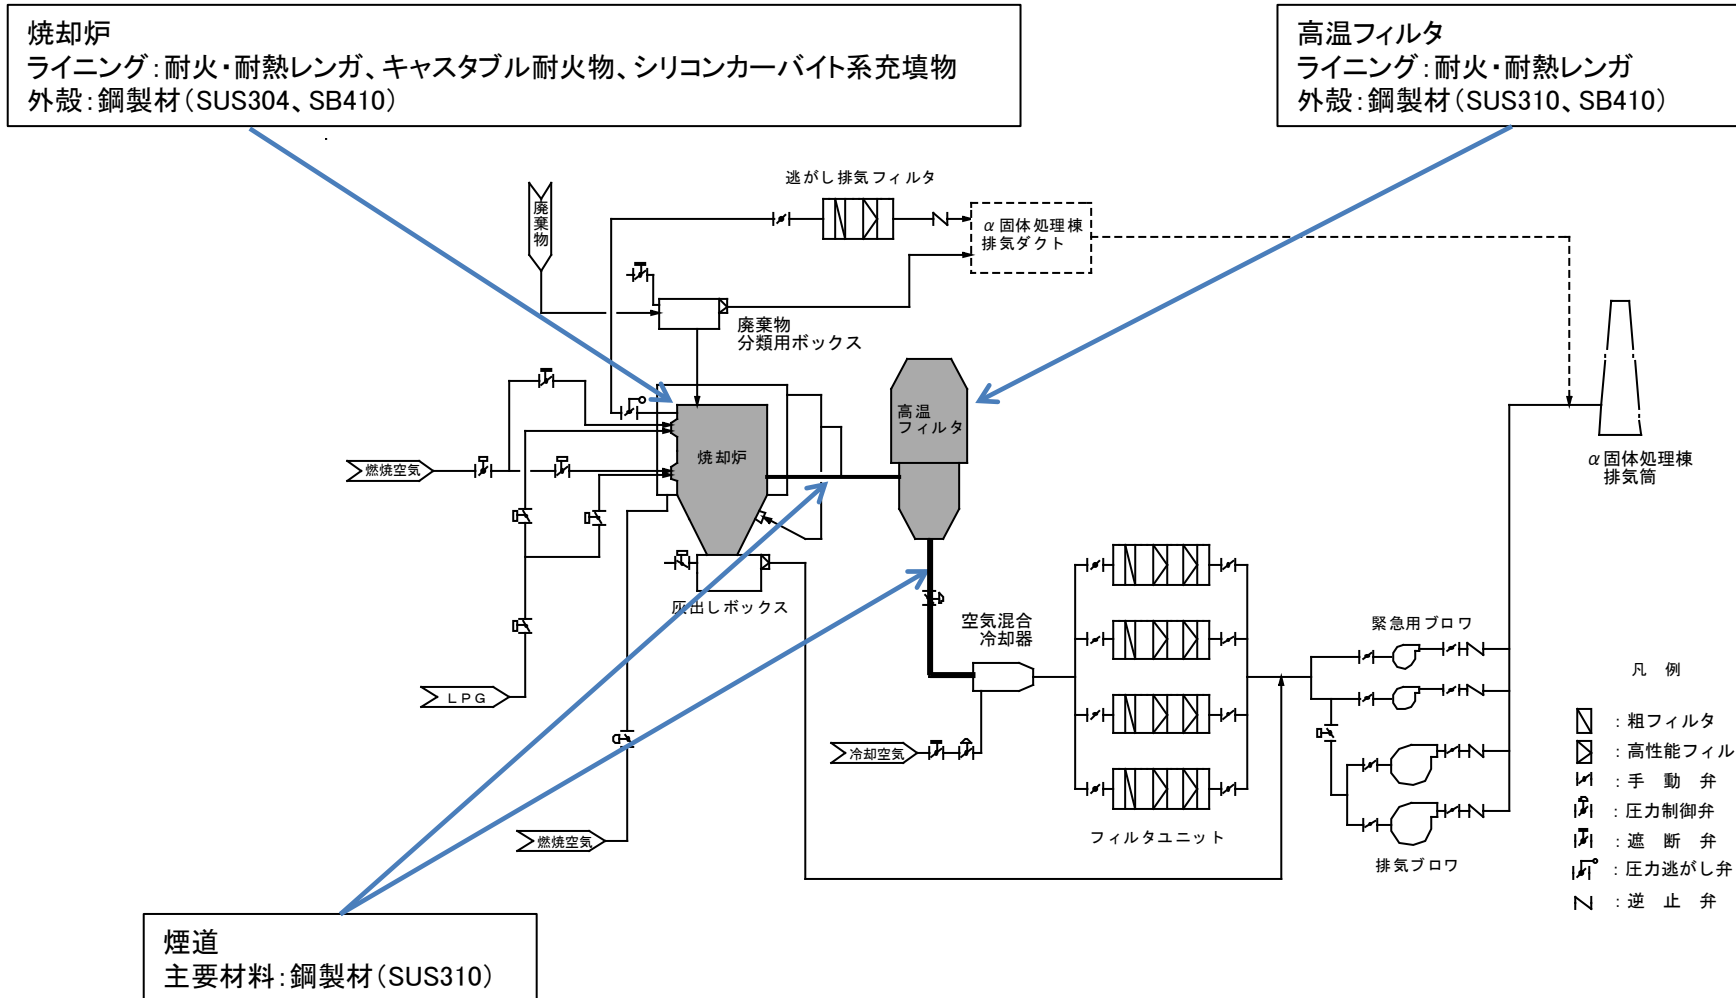 焼却炉
ライニング：耐火・耐熱レンガ、キャスタブル耐火物、シリコンカーバイト系充填物
外殻：鋼製材（SUS304、SB410）
高温フィルタ
ライニング：耐火・耐熱レンガ
外殻：鋼製材（SUS310、SB410）
逃がし排気フィルタ
廃棄物
α固体処理棟
排気ダクト
廃棄物
分類用ボックス
高温
フィルタ
焼却炉
燃焼空気
α固体処理棟
排気筒
灰出しボックス
空気混合
冷却器
緊急用ブロワ
LPG
冷却空気
燃焼空気
フィルタユニット
排気ブロワ
凡　例
：粗フィルタ
：高性能フィル
：手　動　弁
：圧力制御弁
：遮　断　弁
：圧力逃がし弁
：逆　止　弁
煙道
主要材料：鋼製材（SUS310）